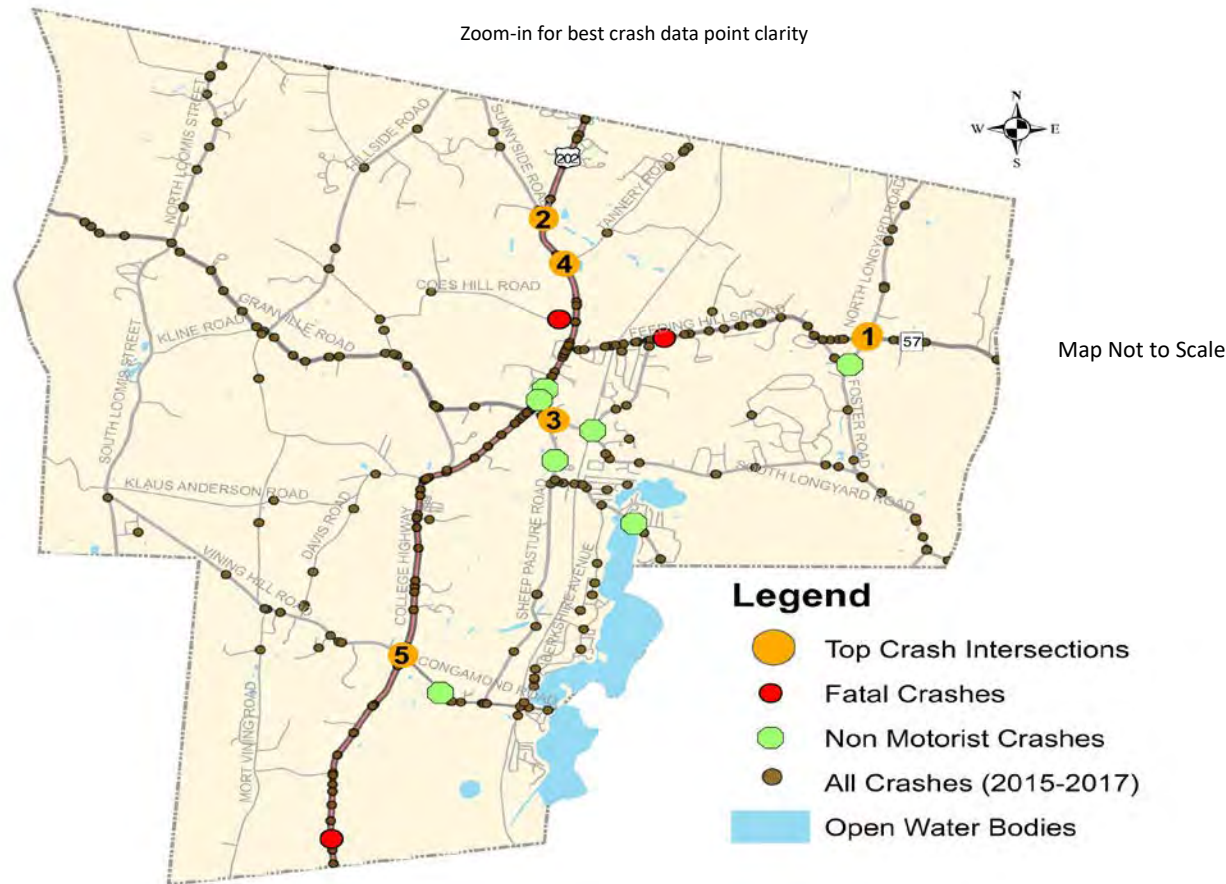 Zoom-in for best crash data point clarity
N
W E
S
NORTH LOOMIS STREET
HILLSIDE ROAD
SUNNYSIDE ROAD
202
TANNERY ROAD
NORTH LONGYARD ROAD
2
4
COES HILL ROAD
GRANVILLE ROAD
KLINE ROAD
FEEDING HILLS ROAD
1
57
Map Not to Scale
SOUTH LOOMIS STREET
3
FOSTER ROAD
SOUTH LONGYARD ROAD
KLAUS ANDERSON ROAD
DAVIS ROAD
COLLEGE HIGHWAY
SHEEP PASTURE ROAD
BERKSHIRE AVENUE
VINING HILL ROAD
5
CONGAMOND ROAD
MORT VINING ROAD
Legend
Top Crash Intersections
Fatal Crashes
Non Motorist Crashes
All Crashes (2015-2017)
Open Water Bodies